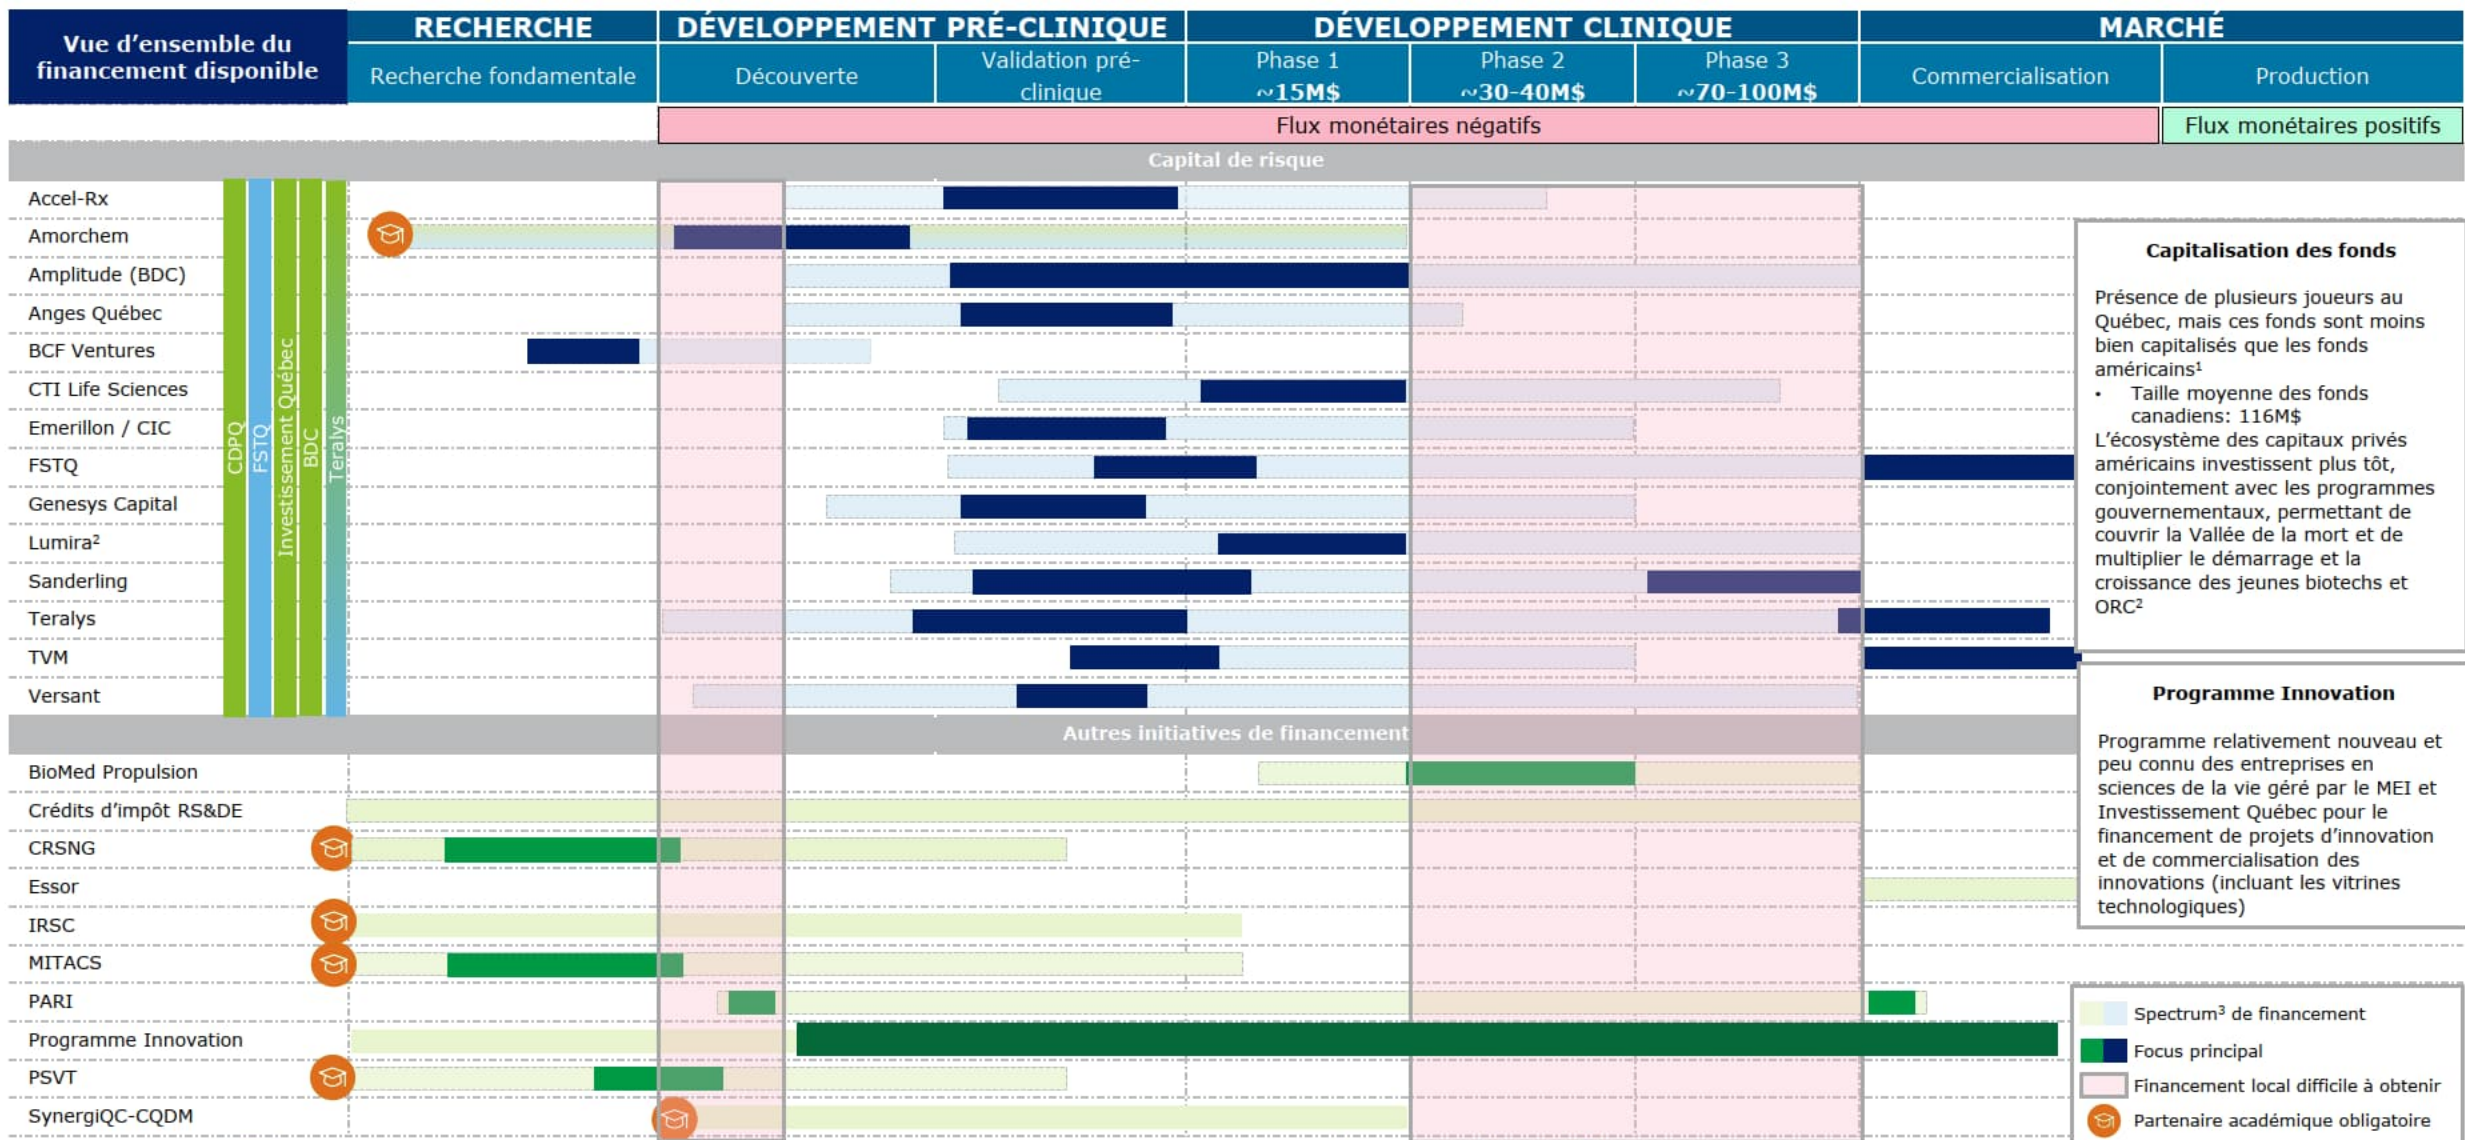 Vue d’ensemble du
financement disponible
RECHERCHE
DÉVELOPPEMENT PRÉ-CLINIQUE
DÉVELOPPEMENT CLINIQUE
MARCHÉ
Recherche fondamentale
Découverte
Validation pré-
clinique
Phase 1
~15M$
Phase 2
~30-40M$
Phase 3
~70-100M$
Commercialisation
Production
Flux monétaires négatifs
Flux monétaires positifs
Capital de risque
CDPQ
FSTQ
Investissement Québec
BDC
Teralys
Accel-Rx
Amorchem
Amplitude (BDC)
Anges Québec
BCF Ventures
CTI Life Sciences
Emerillon / CIC
FSTQ
Genesys Capital
Lumira²
Sanderling
Teralys
TVM
Versant
Capitalisation des fonds
Présence de plusieurs joueurs au
Québec, mais ces fonds sont moins
bien capitalisés que les fonds
américains¹
• Taille moyenne des fonds
canadiens: 116M$
L’écosystème des capitaux privés
américains investissent plus tôt,
conjointement avec les programmes
gouvernementaux, permettant de
couvrir la Vallée de la mort et de
multiplier le démarrage et la
croissance des jeunes biotechs et
ORC²
Autres initiatives de financement
BioMed Propulsion
Crédits d’impôt RS&DE
CRSNG
Essor
IRSC
MITACS
PARI
Programme Innovation
PSVT
SynergiQC-CQDM
Programme Innovation
Programme relativement nouveau et
peu connu des entreprises en
sciences de la vie géré par le MEI et
Investissement Québec pour le
financement de projets d’innovation
et de commercialisation des
innovations (incluant les vitrines
technologiques)
Spectrum³ de financement
Focus principal
Financement local difficile à obtenir
Partenaire académique obligatoire